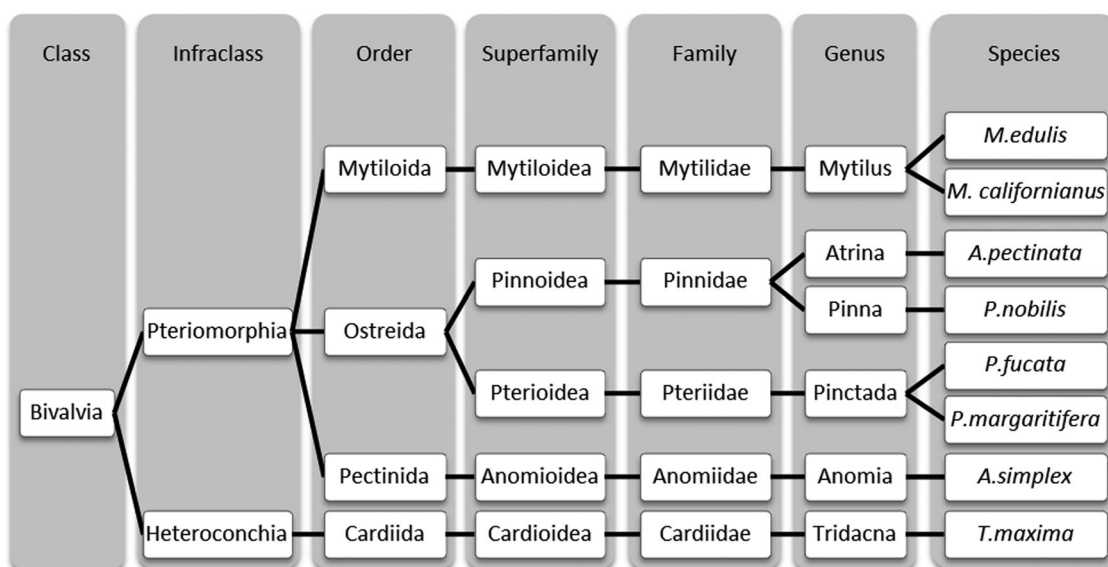 Class Infraclass Order Superfamily Family Genus Species
M.edulis
Mytiloida Mytiloidea Mytilidae Mytilus
M. californianus
Atrina A.pectinata
Pinnoidea Pinnidae
Pinna P.nobilis
Pteriomorphia Ostreida
P.fucata
Pterioidea Pteriidae Pinctada
Bivalvia
P.margaritifera
Pectinida Anomioidea Anomiidae Anomia A.simplex
Heteroconchia Cardiida Cardioidea Cardiidae Tridacna T.maxima